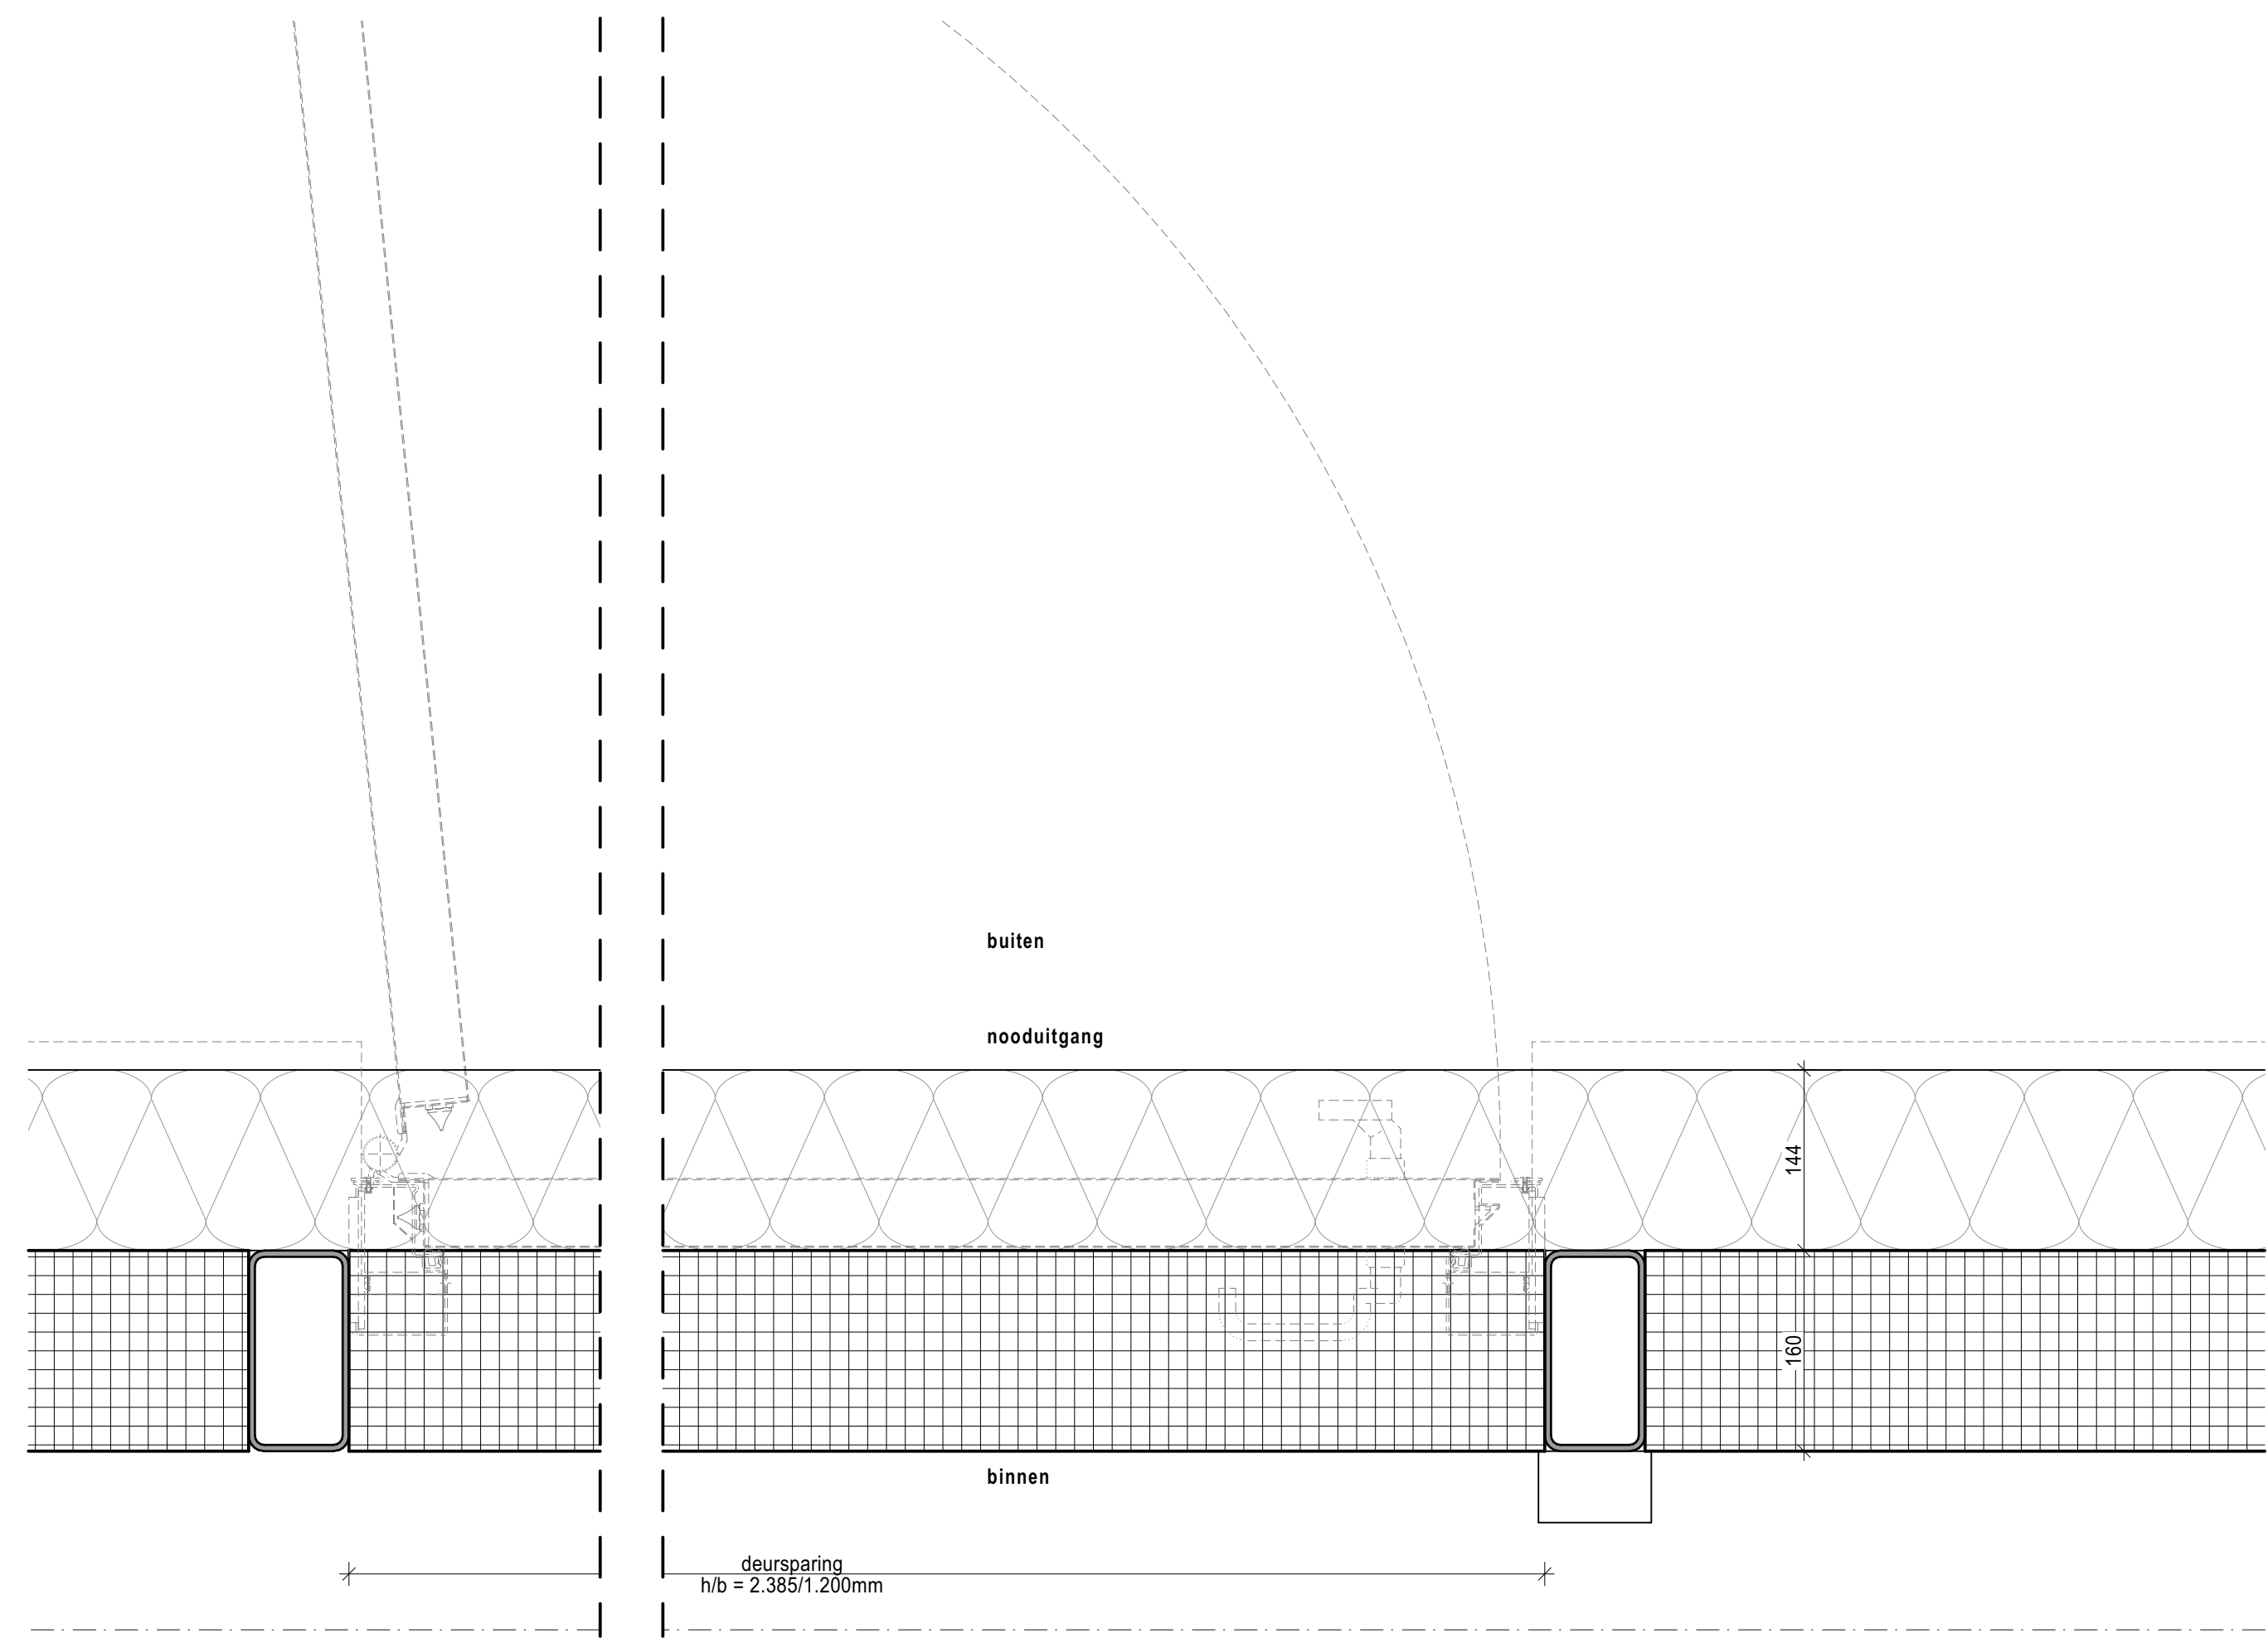 buiten
nooduitgang
144
160
binnen
deursparing
h/b = 2.385/1.200mm